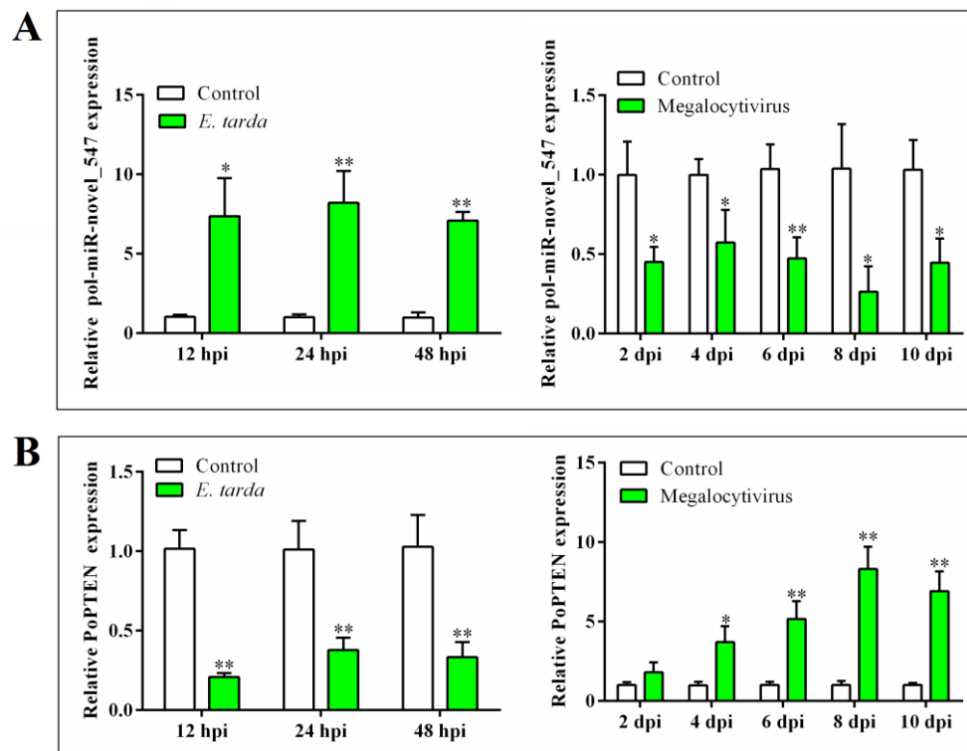 A
Relative pol-miR-novel_547 expression
Control
E. tarda
15
10
5
0
* ** **
12 hpi 24 hpi 48 hpi
Relative pol-miR-novel_547 expression
Control
Megalocytivirus
1.5
1.0
0.5
0.0
* * ** * *
2 dpi 4 dpi 6 dpi 8 dpi 10 dpi
B
Relative PoPTEN expression
Control
E. tarda
1.5
1.0
0.5
0.0
** ** **
12 hpi 24 hpi 48 hpi
Relative PoPTEN expression
Control
Megalocytivirus
15
10
5
0
* ** ** **
2 dpi 4 dpi 6 dpi 8 dpi 10 dpi